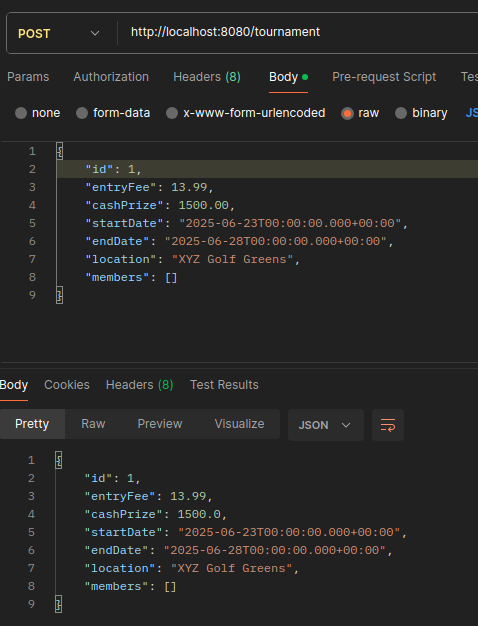 POST http://localhost:8080/tournament
Params Authorization Headers (8) Body Pre-request Script
none form-data x-www-form-urlencoded raw binary
1 {
2 "id": 1,
3 "entryFee": 13.99,
4 "cashPrize": 1500.00,
5 "startDate": "2025-06-23T00:00:00.000+00:00",
6 "endDate": "2025-06-28T00:00:00.000+00:00",
7 "location": "XYZ Golf Greens",
8 "members": []
9 }
Body Cookies Headers (8) Test Results
Pretty Raw Preview Visualize JSON
1 {
2 "id": 1,
3 "entryFee": 13.99,
4 "cashPrize": 1500.0,
5 "startDate": "2025-06-23T00:00:00.000+00:00",
6 "endDate": "2025-06-28T00:00:00.000+00:00",
7 "location": "XYZ Golf Greens",
8 "members": []
9 }